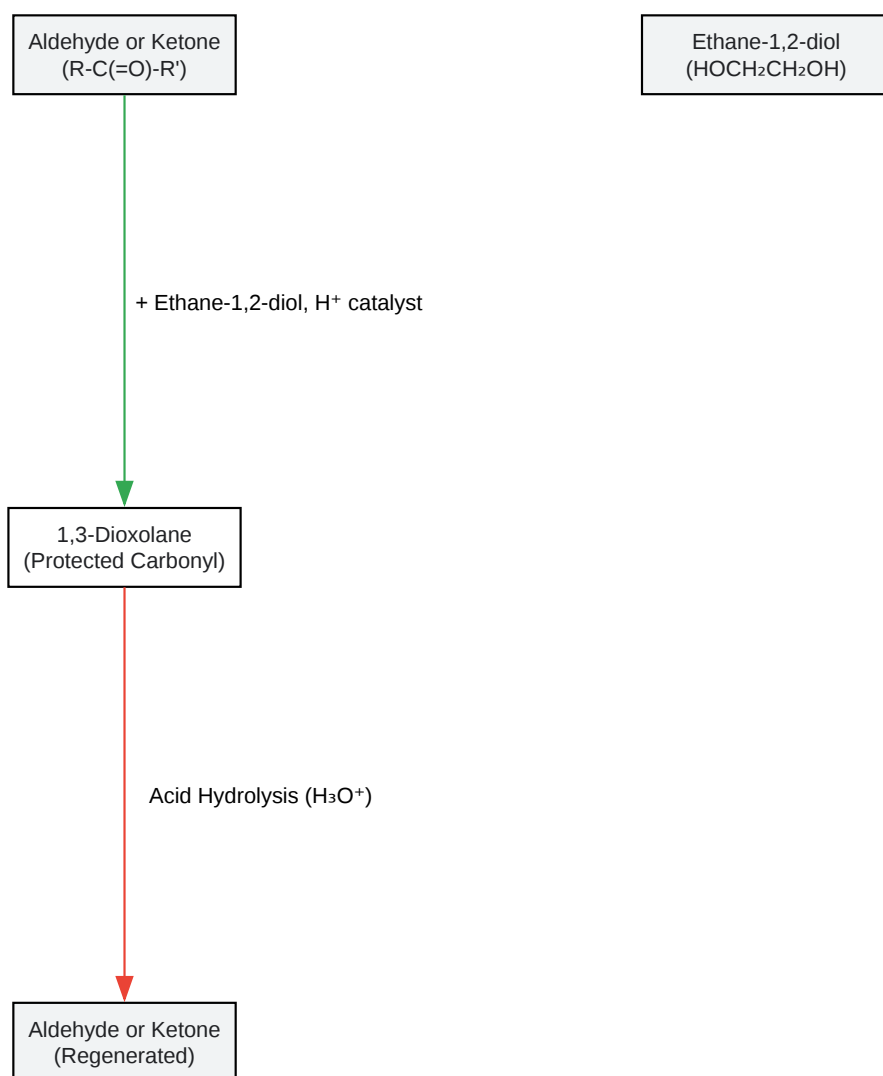 Aldehyde or Ketone
(R-C(=O)-R')
Ethane-1,2-diol
(HOCH₂CH₂OH)
+ Ethane-1,2-diol, H⁺ catalyst
1,3-Dioxolane
(Protected Carbonyl)
Acid Hydrolysis (H₃O⁺)
Aldehyde or Ketone
(Regenerated)